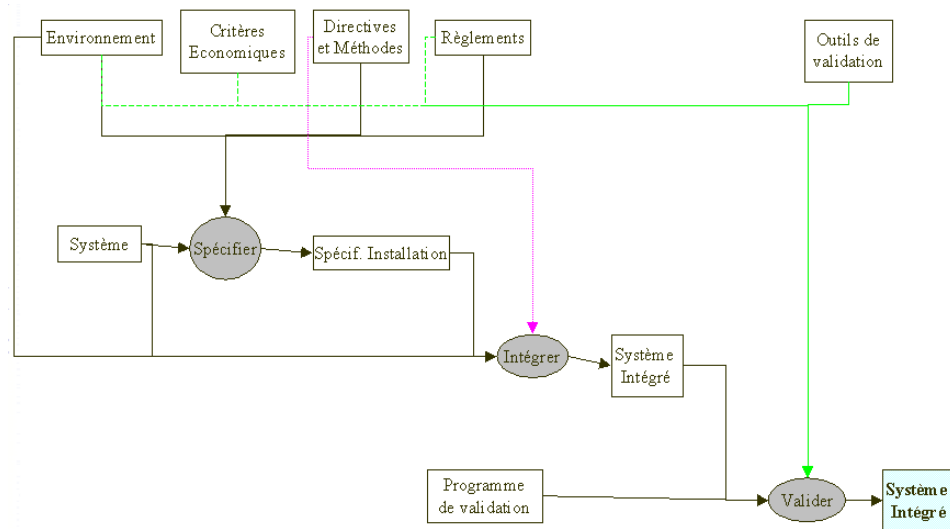 Environnement
Critères
Economiques
Directives
et Méthodes
Règlements
Outils de
validation
Système
Spécifier
Spécif. Installation
Intégrer
Système
Intégré
Programme
de validation
Valider
Système
Intégré